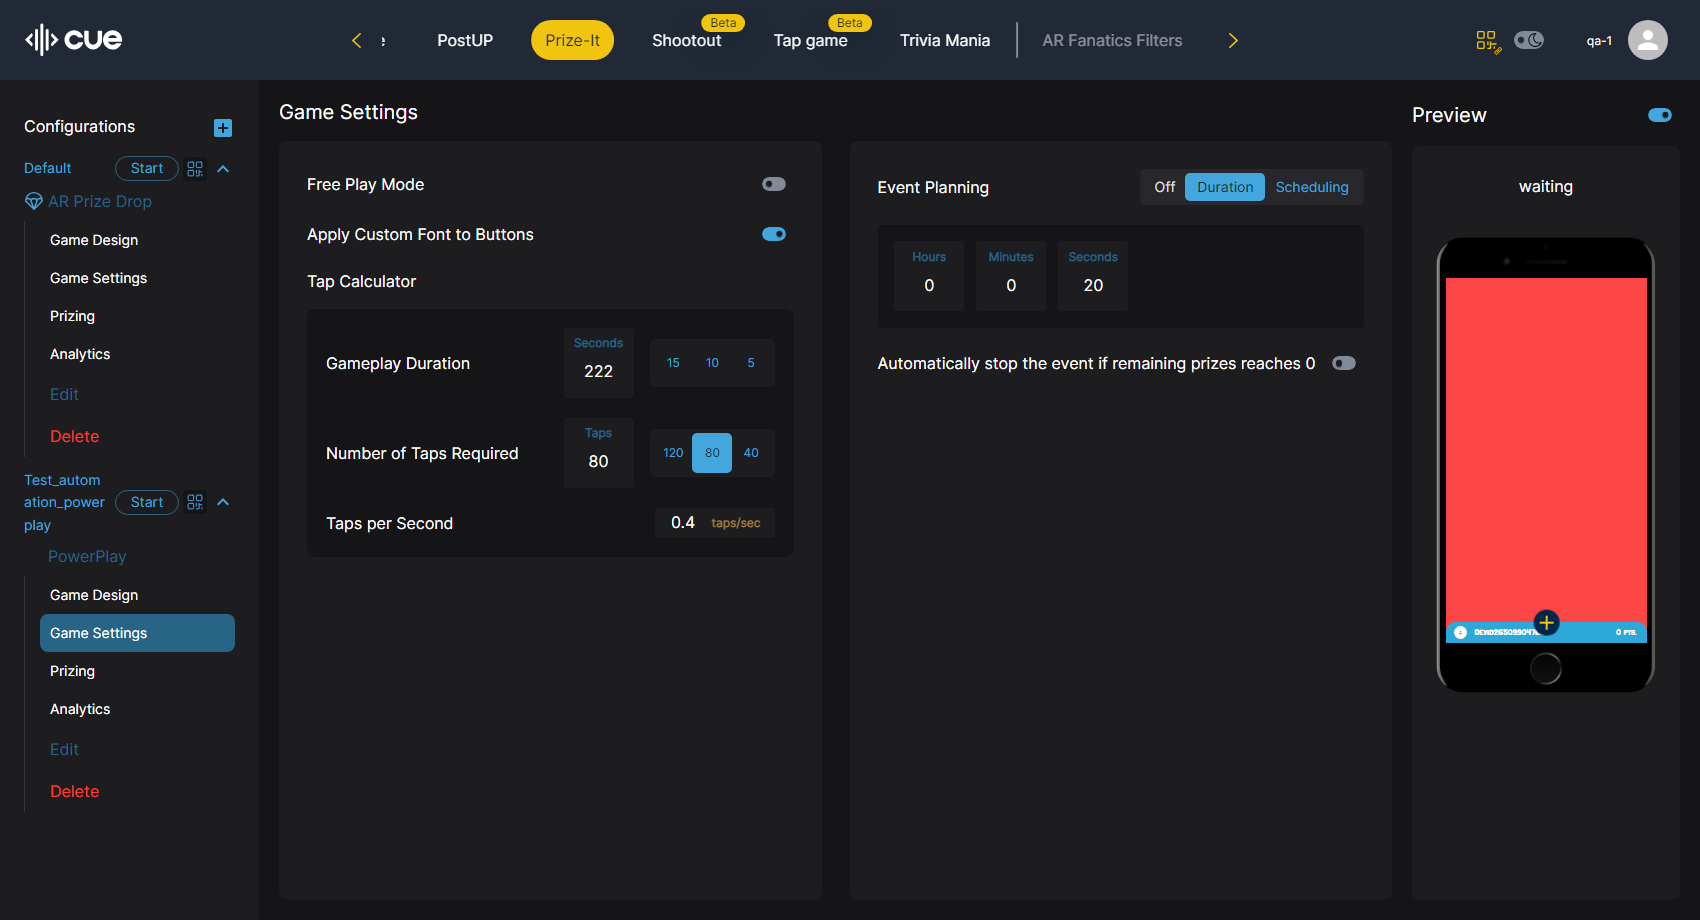 cue
PostUP
Prize-It
Beta
Shootout
Beta
Tap game
Trivia Mania
AR Fanatics Filters
qa-1
Configurations
Default
Start
AR Prize Drop
Game Design
Game Settings
Prizing
Analytics
Edit
Delete
Test_autom
ation_power
play
Start
PowerPlay
Game Design
Game Settings
Prizing
Analytics
Edit
Delete
Game Settings
Free Play Mode
Apply Custom Font to Buttons
Tap Calculator
Gameplay Duration
Seconds
222
15 10 5
Number of Taps Required
Taps
80
120 80 40
Taps per Second
0.4 taps/sec
Event Planning
Off Duration Scheduling
Hours Minutes Seconds
0 0 20
Automatically stop the event if remaining prizes reaches 0
Preview
waiting
0 PTS.